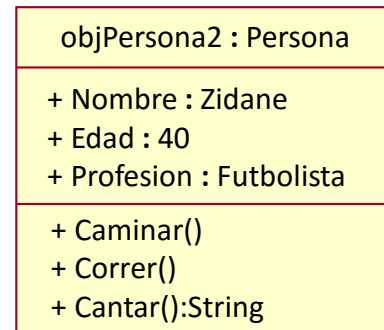 objPersona2 : Persona
+ Nombre : Zidane
+ Edad : 40
+ Profesion : Futbolista
+ Caminar()
+ Correr()
+ Cantar():String